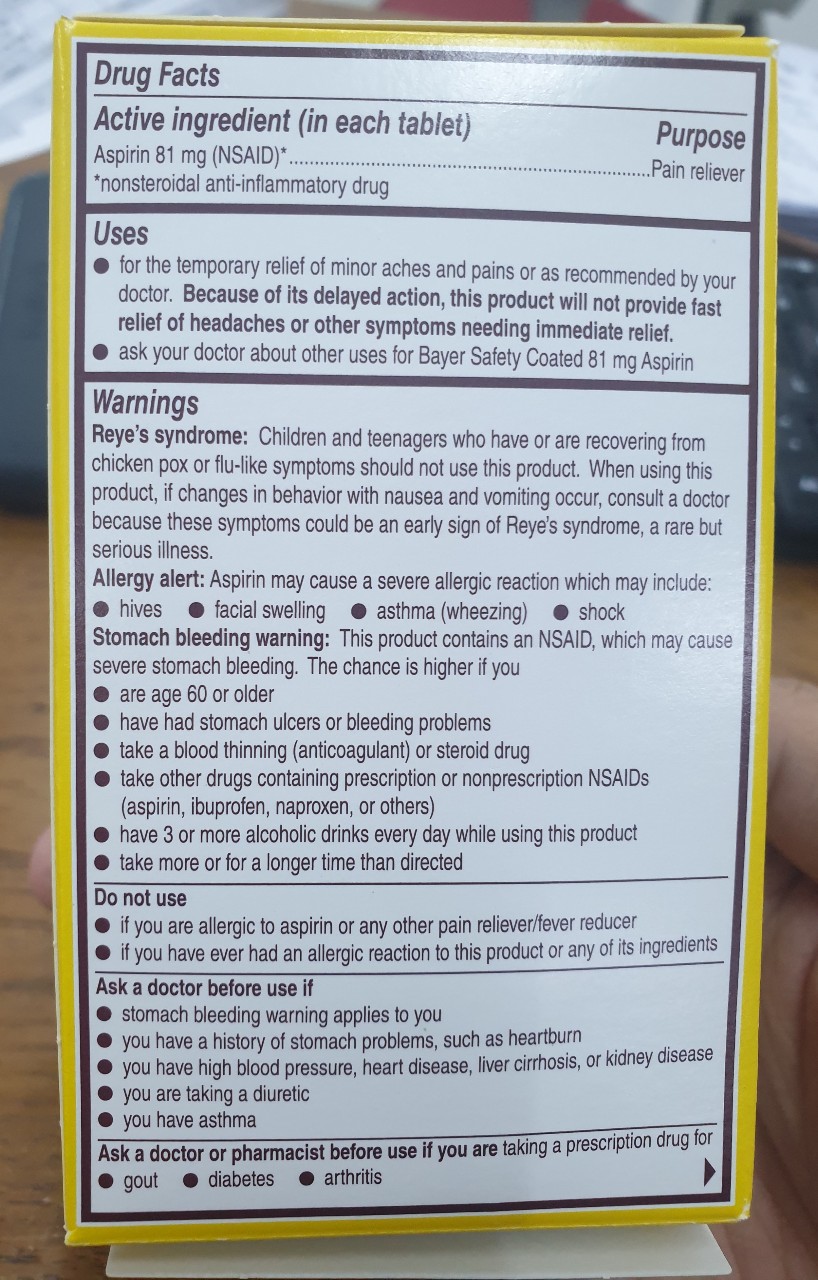 Drug Facts
Active ingredient (in each tablet) Purpose
Aspirin 81 mg (NSAID)*..........................................................................Pain reliever
*nonsteroidal anti-inflammatory drug
Uses
● for the temporary relief of minor aches and pains or as recommended by your
doctor. Because of its delayed action, this product will not provide fast
relief of headaches or other symptoms needing immediate relief.
● ask your doctor about other uses for Bayer Safety Coated 81 mg Aspirin
Warnings
Reye's syndrome: Children and teenagers who have or are recovering from
chicken pox or flu-like symptoms should not use this product. When using this
product, if changes in behavior with nausea and vomiting occur, consult a doctor
because these symptoms could be an early sign of Reye's syndrome, a rare but
serious illness.
Allergy alert: Aspirin may cause a severe allergic reaction which may include:
● hives ● facial swelling ● asthma (wheezing) ● shock
Stomach bleeding warning: This product contains an NSAID, which may cause
severe stomach bleeding. The chance is higher if you
● are age 60 or older
● have had stomach ulcers or bleeding problems
● take a blood thinning (anticoagulant) or steroid drug
● take other drugs containing prescription or nonprescription NSAIDs
(aspirin, ibuprofen, naproxen, or others)
● have 3 or more alcoholic drinks every day while using this product
● take more or for a longer time than directed
Do not use
● if you are allergic to aspirin or any other pain reliever/fever reducer
● if you have ever had an allergic reaction to this product or any of its ingredients
Ask a doctor before use if
● stomach bleeding warning applies to you
● you have a history of stomach problems, such as heartburn
● you have high blood pressure, heart disease, liver cirrhosis, or kidney disease
● you are taking a diuretic
● you have asthma
Ask a doctor or pharmacist before use if you are taking a prescription drug for
● gout ● diabetes ● arthritis